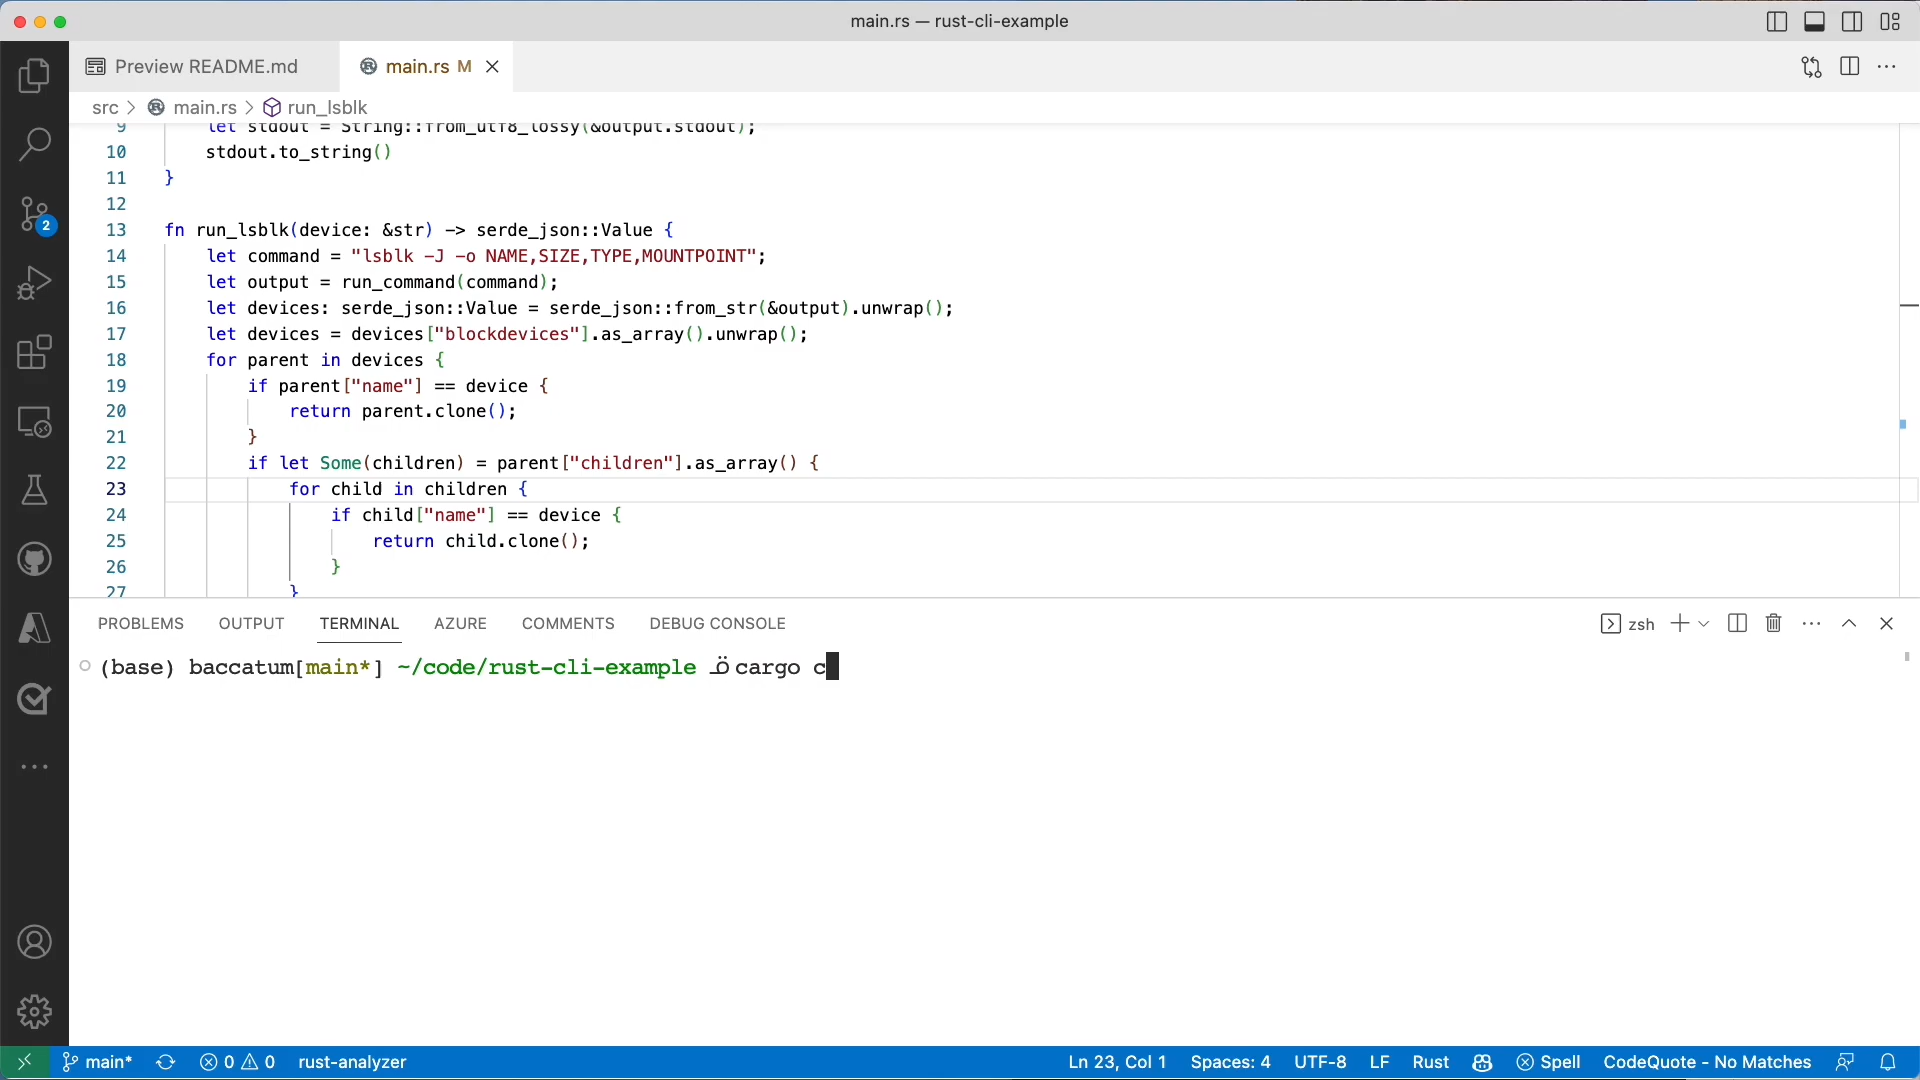 main.rs — rust-cli-example
Preview README.md
main.rs M
src > main.rs > run_lsblk
9 let stdout = String::from_utf8_lossy(&output.stdout);
10 stdout.to_string()
11 }
12
13 fn run_lsblk(device: &str) -> serde_json::Value {
14 let command = "lsblk -J -o NAME,SIZE,TYPE,MOUNTPOINT";
15 let output = run_command(command);
16 let devices: serde_json::Value = serde_json::from_str(&output).unwrap();
17 let devices = devices["blockdevices"].as_array().unwrap();
18 for parent in devices {
19 if parent["name"] == device {
20 return parent.clone();
21 }
22 if let Some(children) = parent["children"].as_array() {
23 for child in children {
24 if child["name"] == device {
25 return child.clone();
26 }
27 }
2
PROBLEMS OUTPUT TERMINAL AZURE COMMENTS DEBUG CONSOLE zsh
(base) baccatum[main*] ~/code/rust-cli-example cargo c
main* 0 0 rust-analyzer Ln 23, Col 1 Spaces: 4 UTF-8 LF Rust Spell CodeQuote - No Matches